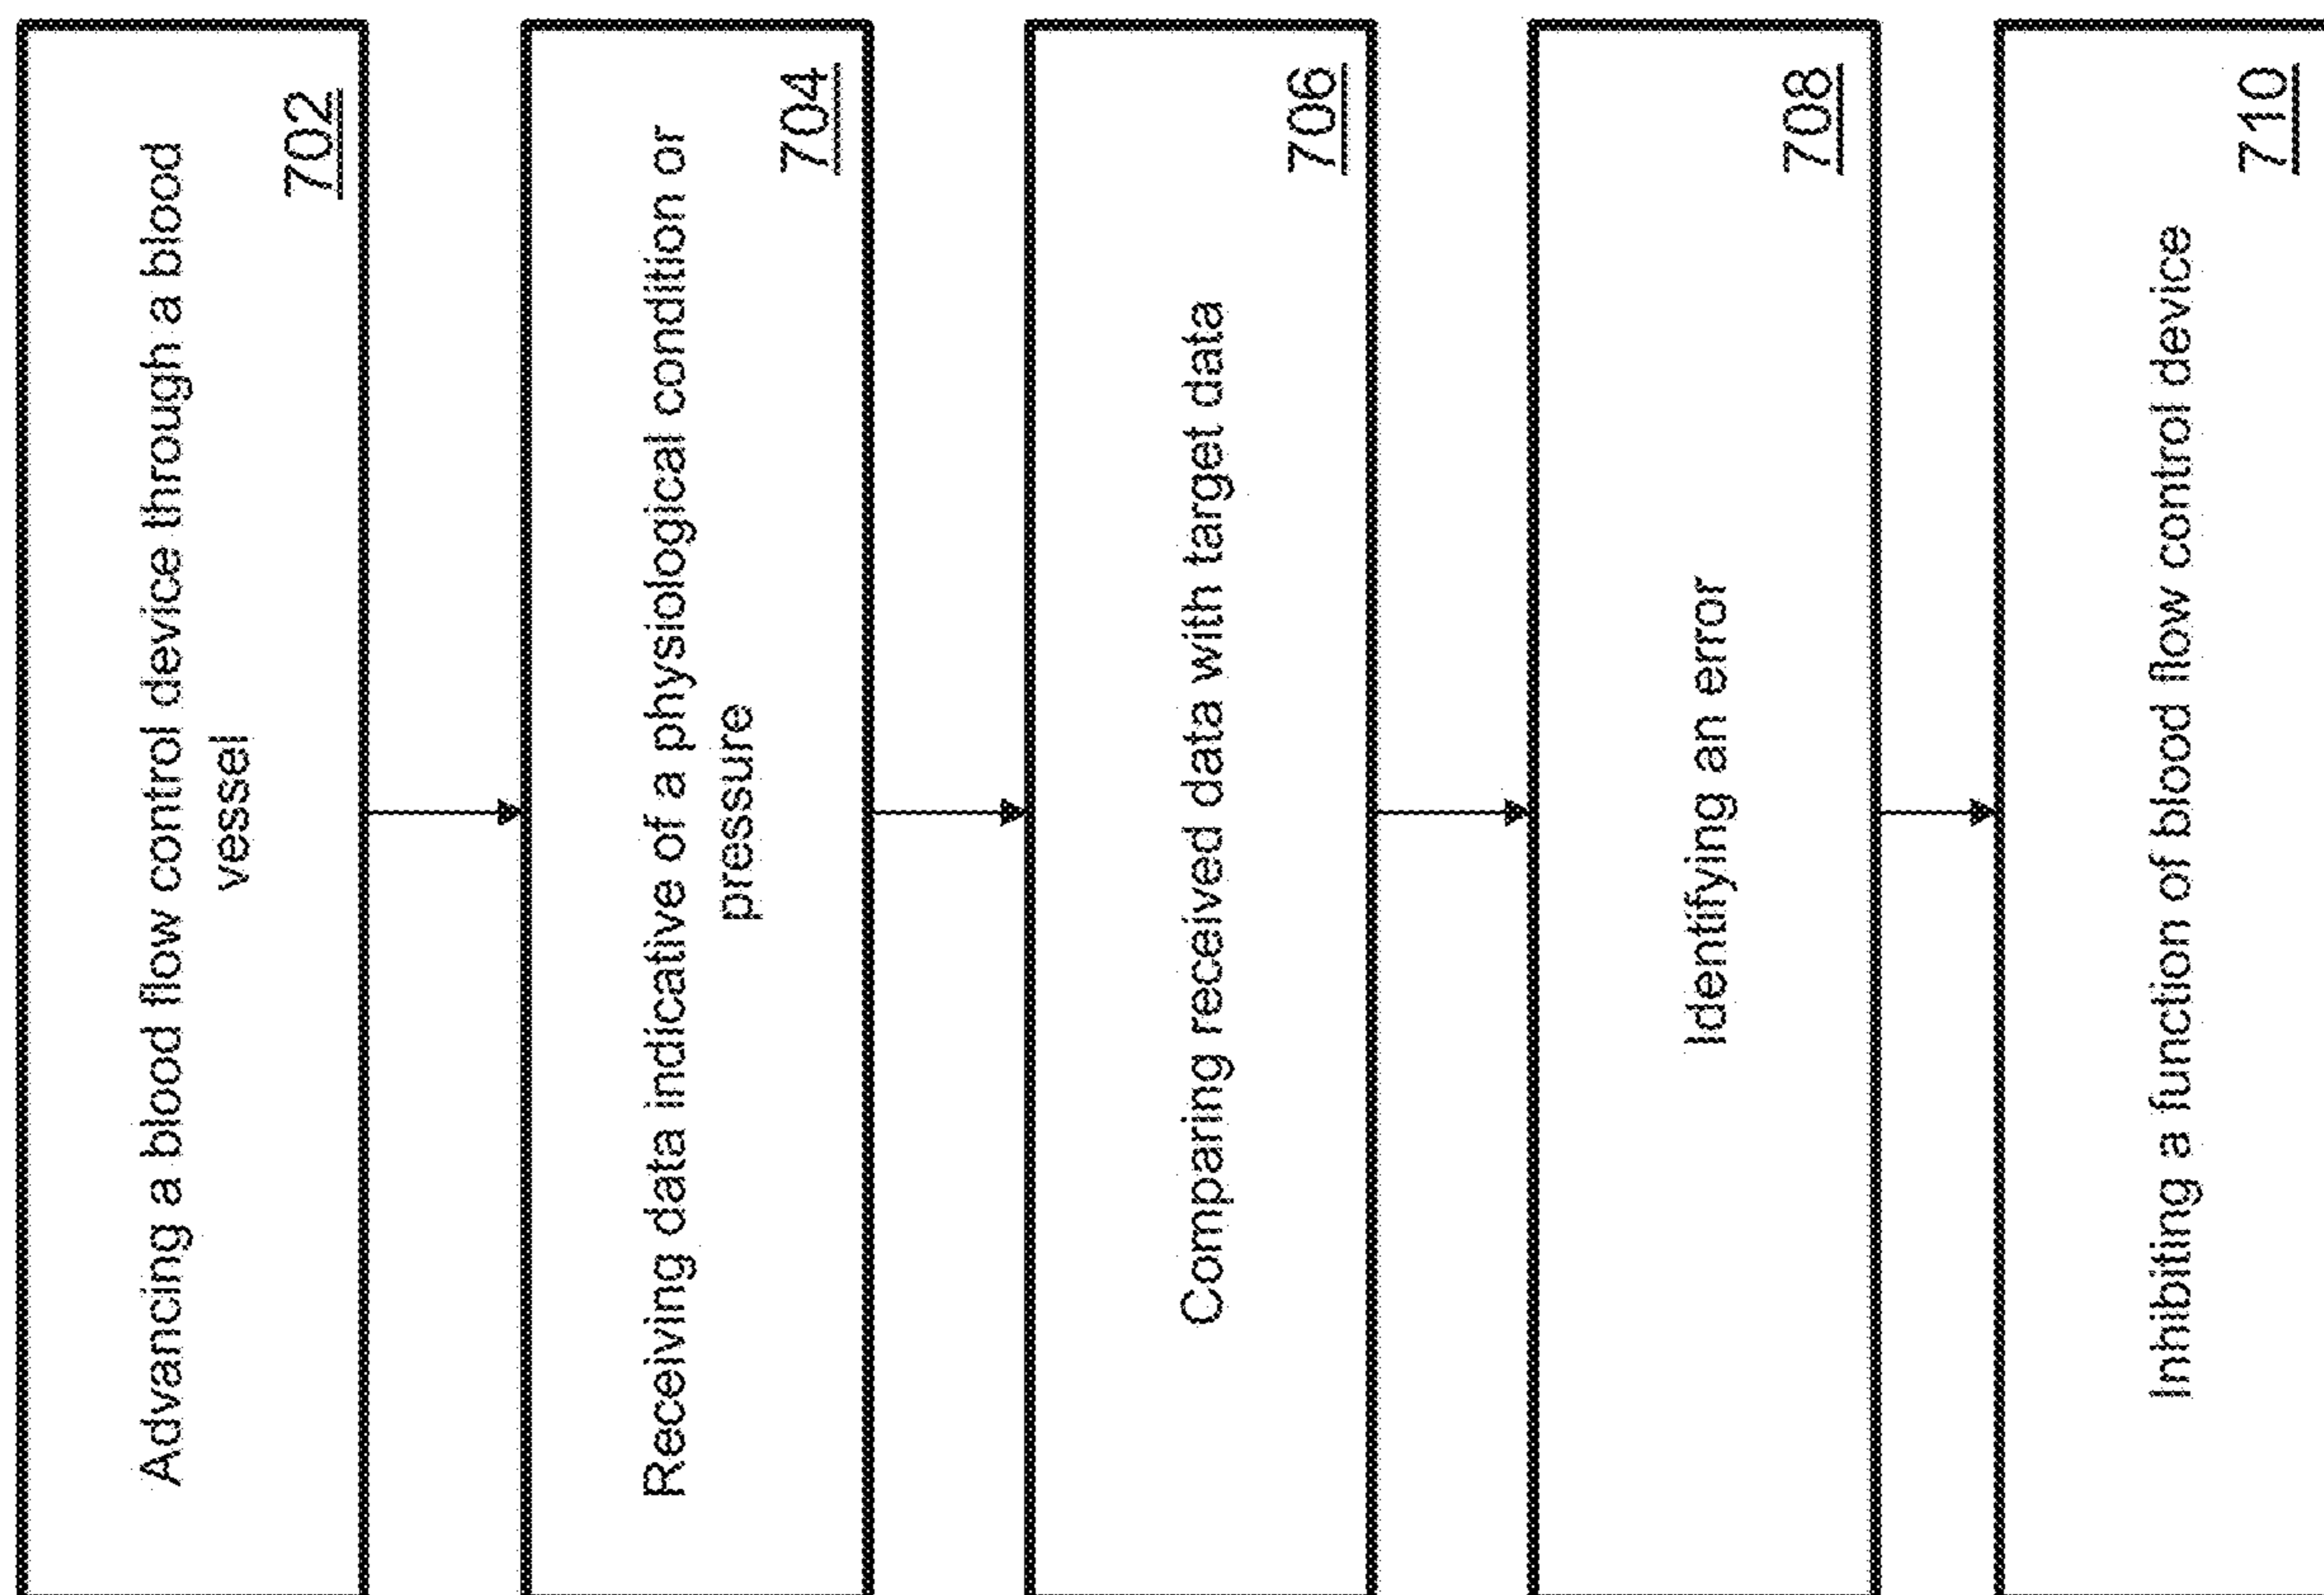 Advancing a blood flow control device through a blood
vessel
702
Receiving data indicative of a physiological condition or
pressure
704
Comparing received data with target data
706
Identifying an error
708
Inhibiting a function of blood flow control device
710